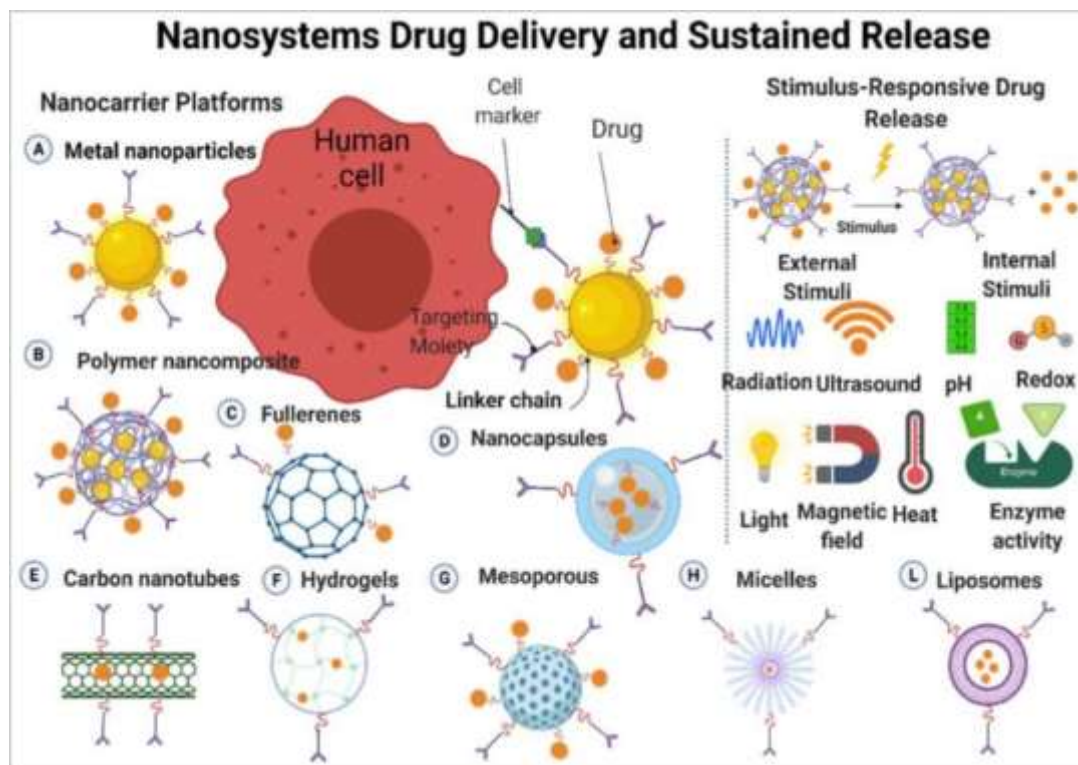 Nanosystems Drug Delivery and Sustained Release
Nanocarrier Platforms
A Metal nanoparticles
Human
cell
Cell
marker
Drug
Targeting
Moiety
Linker chain
B Polymer nancomposite
C Fullerenes
D Nanocapsules
E Carbon nanotubes
F Hydrogels
G Mesoporous
H Micelles
L Liposomes
Stimulus-Responsive Drug
Release
Stimulus
+
External
Stimuli
Internal
Stimuli
Radiation
Ultrasound
pH
Redox
Light
Magnetic
field
Heat
Enzyme
Enzyme
activity